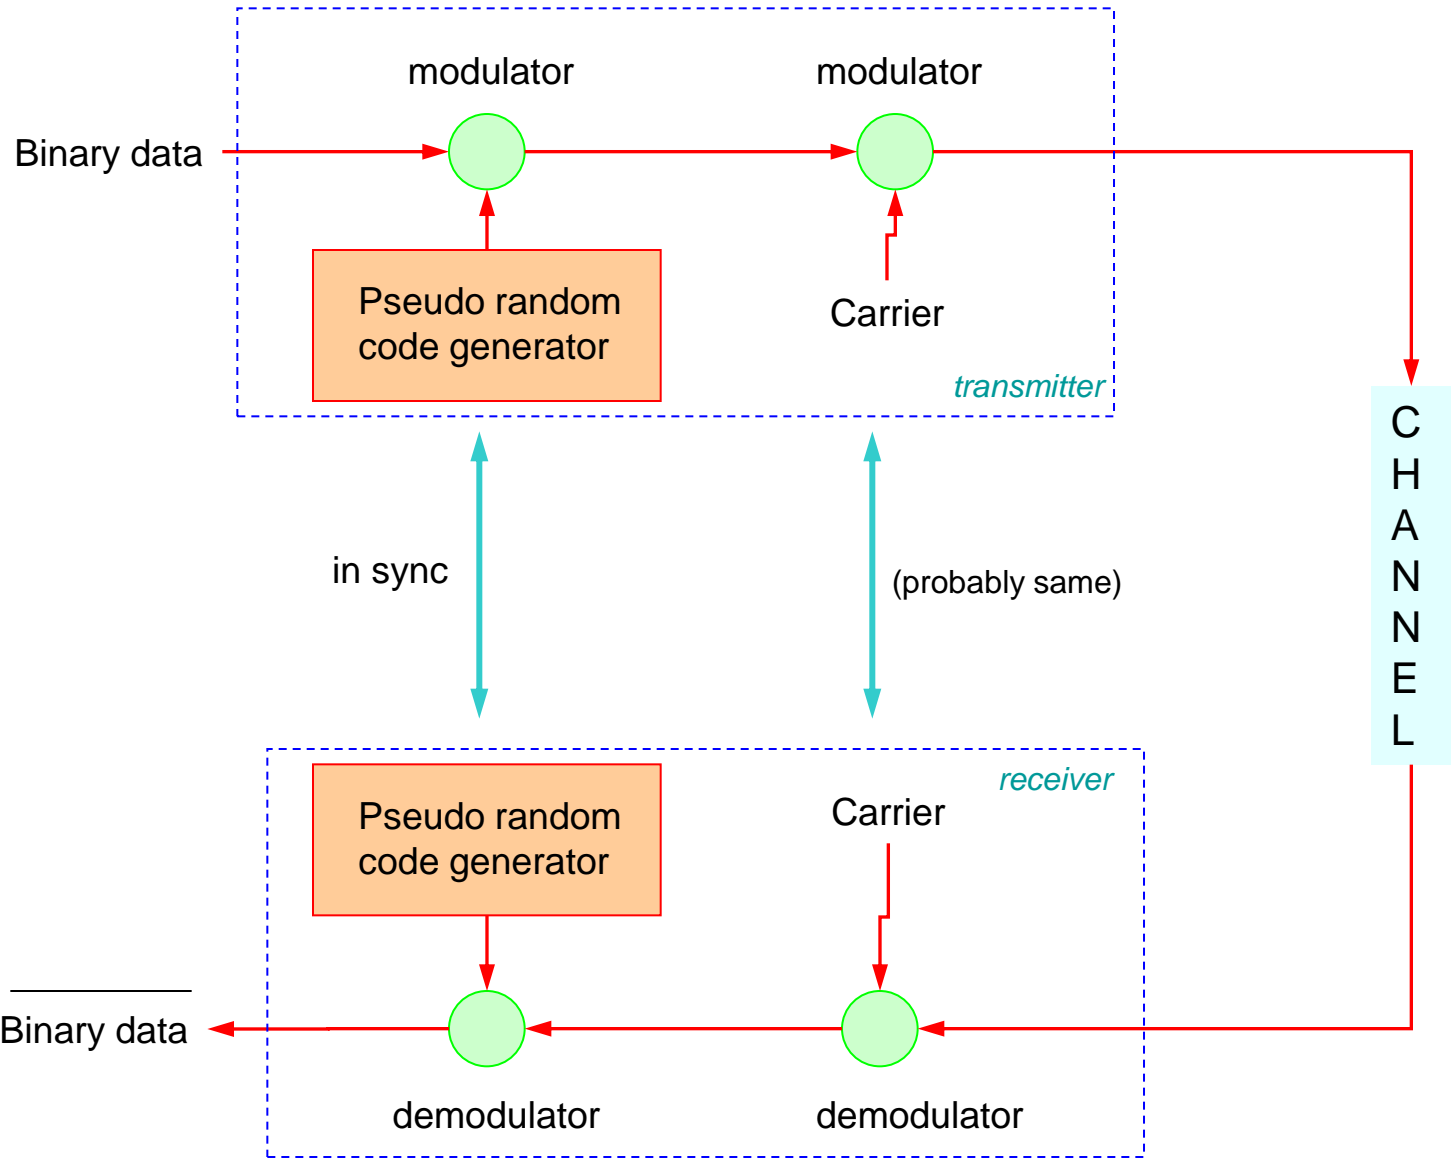 modulator modulator
Binary data
Pseudo random
code generator
Carrier
transmitter
C
H
A
N
N
E
L
in sync
(probably same)
receiver
Pseudo random
code generator
Carrier
Binary data
demodulator demodulator